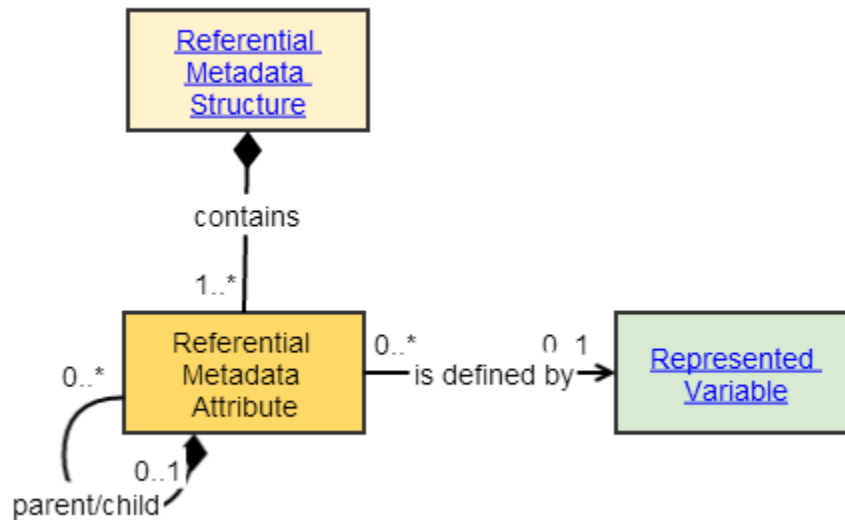 Referential
Metadata
Structure
contains
1..*
Referential
Metadata
Attribute
0..*
0..1
is defined by
Represented
Variable
0..*
0..1
parent/child